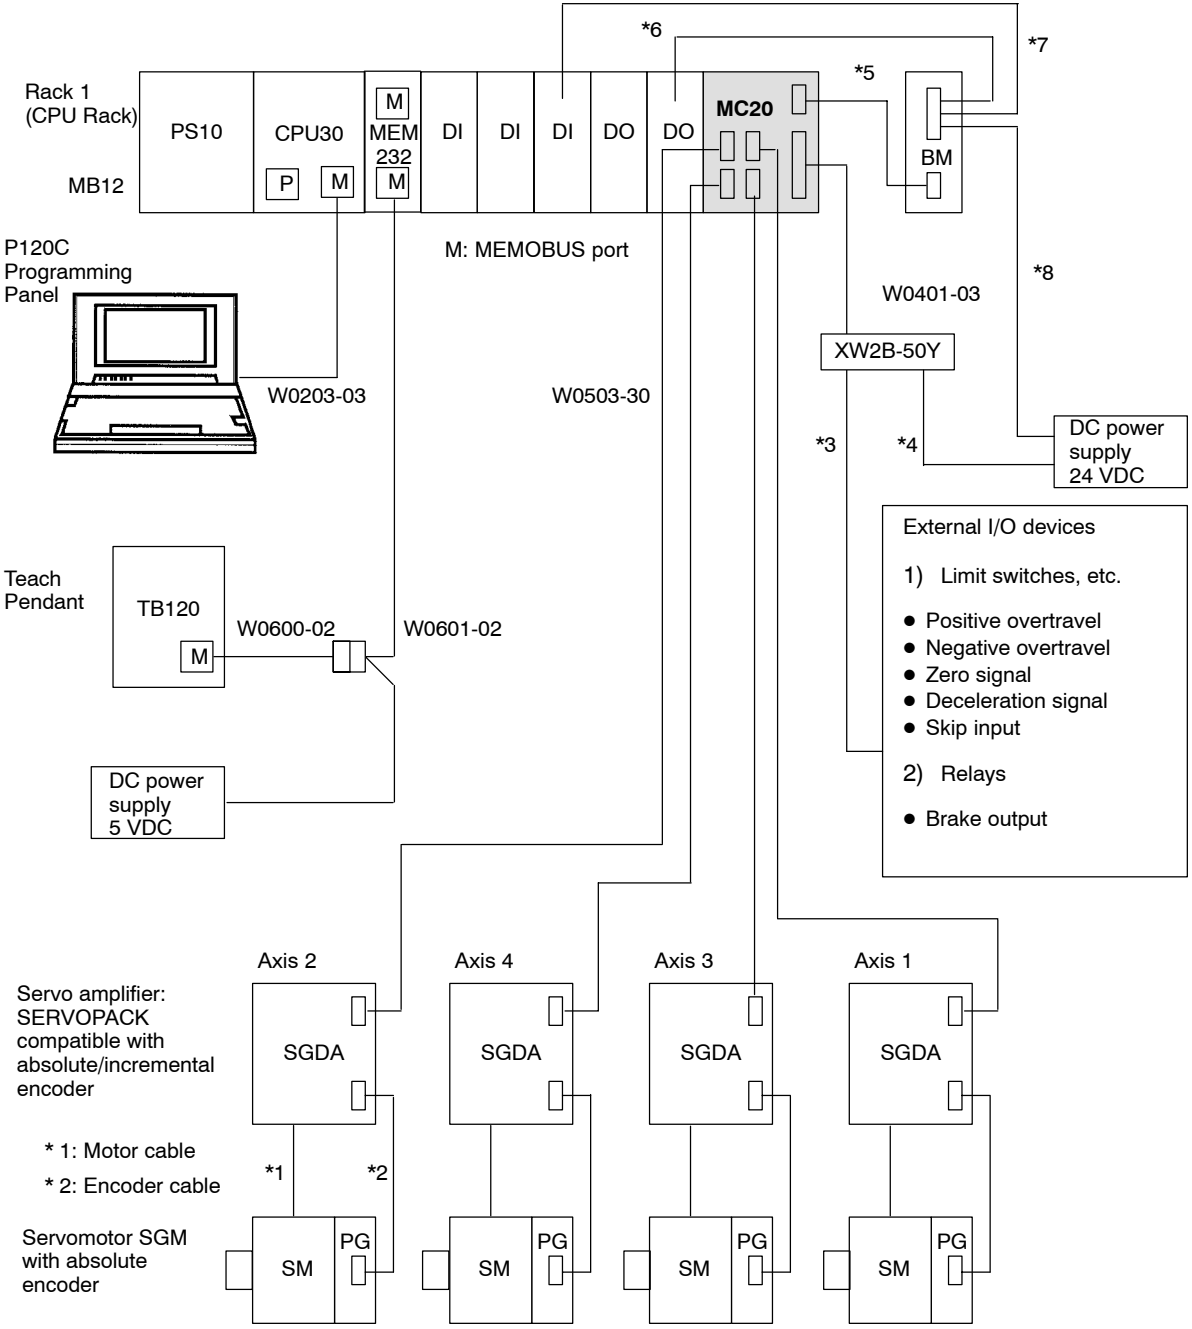 *6
*7
*5
Rack 1
(CPU Rack)
MB12
PS10
CPU30
P
M
M
MEM
232
M
DI
DI
DI
DO
DO
MC20
BM
M: MEMOBUS port
P120C
Programming
Panel
W0203-03
W0503-30
*8
W0401-03
XW2B-50Y
*3
*4
DC power
supply
24 VDC
External I/O devices
1) Limit switches, etc.
● Positive overtravel
● Negative overtravel
● Zero signal
● Deceleration signal
● Skip input
2) Relays
● Brake output
Teach
Pendant
TB120
M
W0600-02
W0601-02
DC power
supply
5 VDC
Axis 2
Axis 4
Axis 3
Axis 1
Servo amplifier:
SERVOPACK
compatible with
absolute/incremental
encoder
SGDA
SGDA
SGDA
SGDA
* 1: Motor cable
* 2: Encoder cable
*1
*2
Servomotor SGM
with absolute
encoder
SM
PG
SM
PG
SM
PG
SM
PG